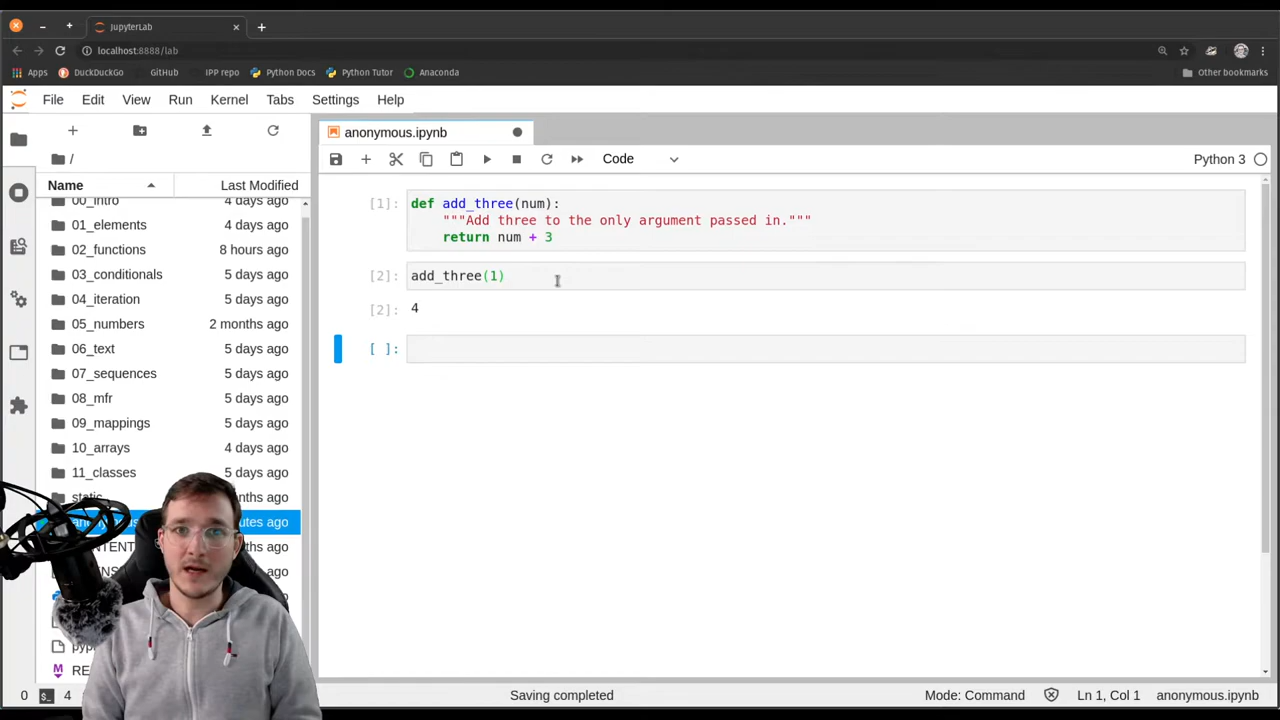 JupyterLab
localhost:8888/lab
Apps DuckDuckGo GitHub IPP repo Python Docs Python Tutor Anaconda Other bookmarks
File Edit View Run Kernel Tabs Settings Help
anonymous.ipynb
/
Code Python 3
Name Last Modified
00_intro 4 days ago
01_elements 4 days ago
02_functions 8 hours ago
03_conditionals 5 days ago
04_iteration 5 days ago
05_numbers 2 months ago
06_text 5 days ago
07_sequences 5 days ago
08_mfr 5 days ago
09_mappings 5 days ago
10_arrays 4 days ago
11_classes 5 days ago
static
ago
ago
ago
ago
[1]: def add_three(num):
"""Add three to the only argument passed in."""
return num + 3
[2]: add_three(1)
[2]: 4
[ ]:
0 $_ 4 Saving completed Mode: Command Ln 1, Col 1 anonymous.ipynb